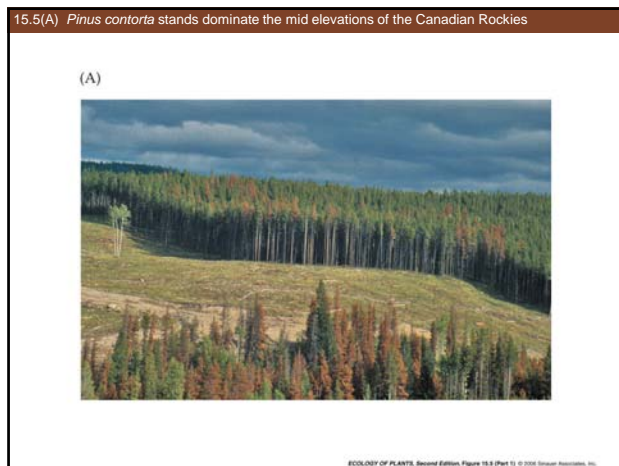 15.5(A) Pinus contorta stands dominate the mid elevations of the Canadian Rockies
(A)
ECOLOGY OF PLANTS, Second Edition, Figure 15.5 (Part 1) © 2006 Sinauer Associates, Inc.